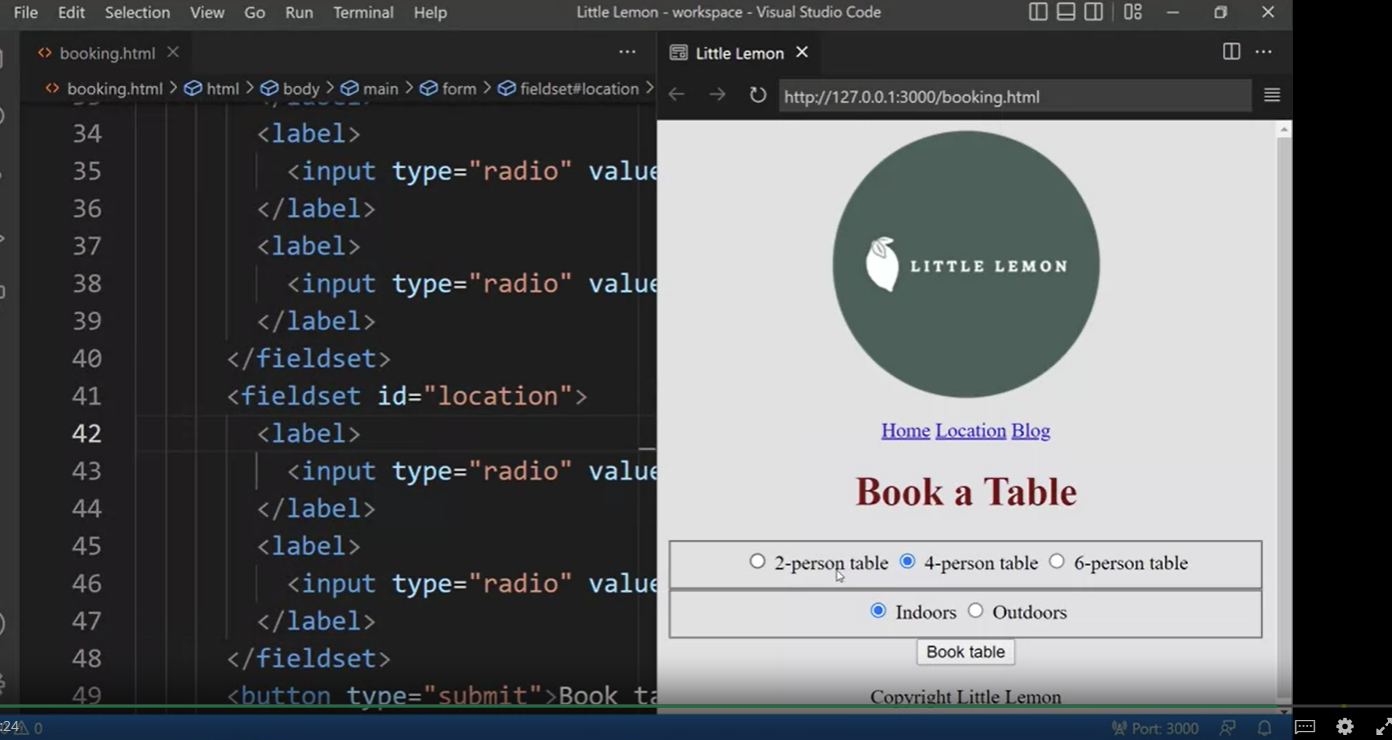 File Edit Selection View Go Run Terminal Help
Little Lemon - workspace - Visual Studio Code
booking.html
booking.html > html > body > main > form > fieldset#location >
34 <label>
35 <input type="radio" value
36 </label>
37 <label>
38 <input type="radio" value
39 </label>
40 </fieldset>
41 <fieldset id="location">
42 <label>
43 <input type="radio" value
44 </label>
45 <label>
46 <input type="radio" value
47 </label>
48 </fieldset>
49 <button type="submit">Book ta
Little Lemon
http://127.0.0.1:3000/booking.html
LITTLE LEMON
Home Location Blog
Book a Table
2-person table 4-person table 6-person table
Indoors Outdoors
Book table
Copyright Little Lemon
:24 0
Port: 3000